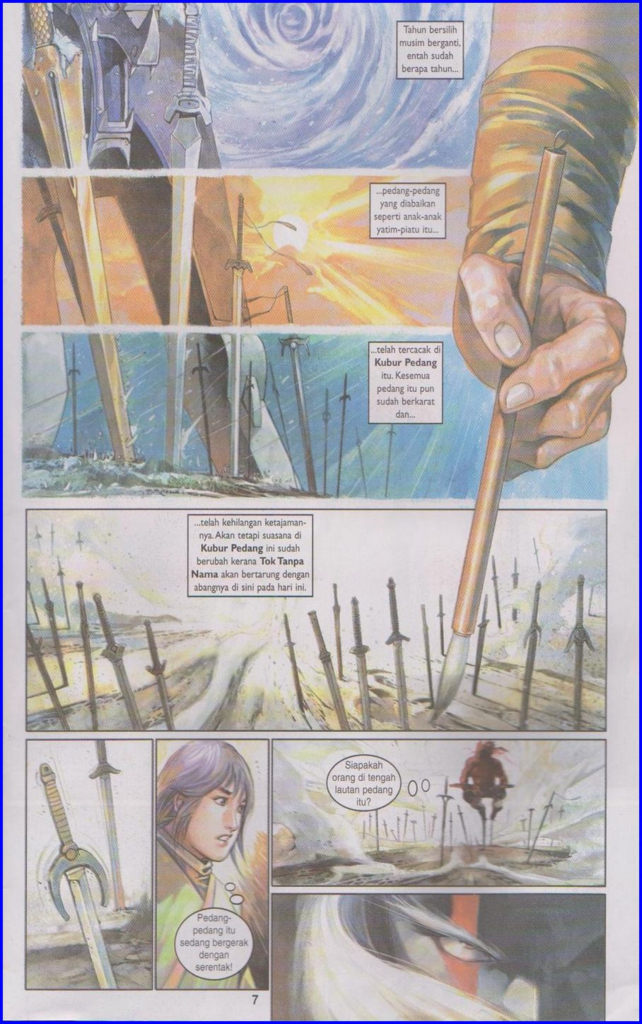 Tahun bersilih
musim berganti,
entah sudah
berapa tahun...
...pedang-pedang
yang diabaikan
seperti anak-anak
yatim-piatu itu...
...telah tercacak di
Kubur Pedang
itu. Kesemua
pedang itu pun
sudah berkarat
dan...
...telah kehilangan ketajaman-
nya. Akan tetapi suasana di
Kubur Pedang ini sudah
berubah kerana Tok Tanpa
Nama akan bertarung dengan
abangnya di sini pada hari ini.
Pedang-
pedang itu
sedang bergerak
dengan
serentak!
Siapakah
orang di tengah
lautan pedang
itu?
7